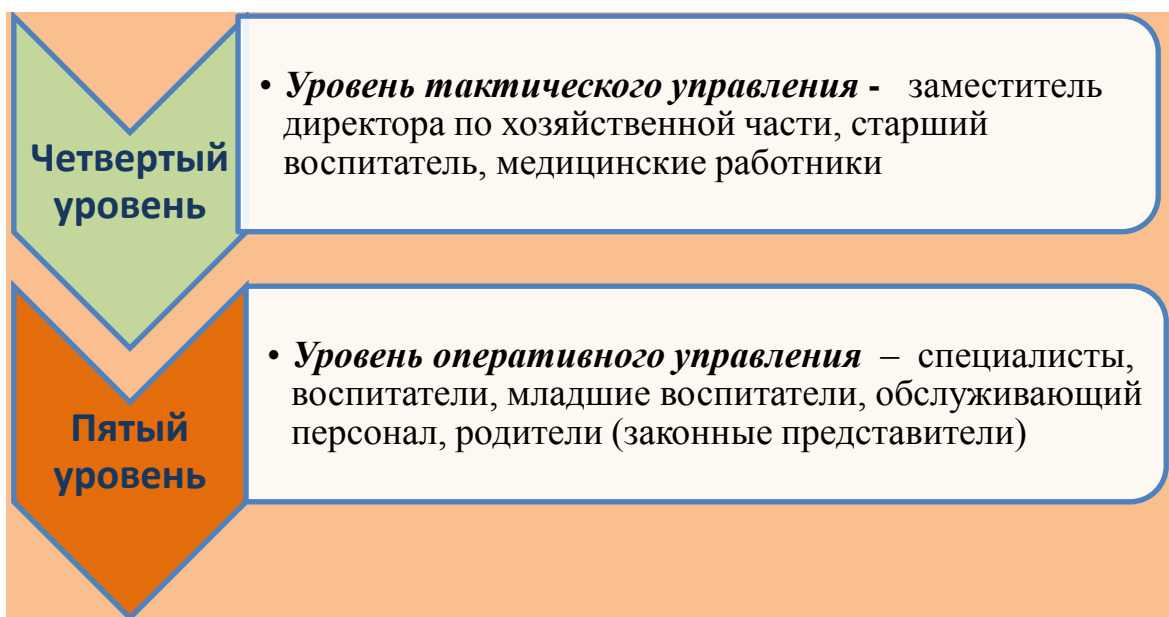 Четвертый
уровень
• Уровень тактического управления - заместитель
директора по хозяйственной части, старший
воспитатель, медицинские работники
Пятый
уровень
• Уровень оперативного управления – специалисты,
воспитатели, младшие воспитатели, обслуживающий
персонал, родители (законные представители)